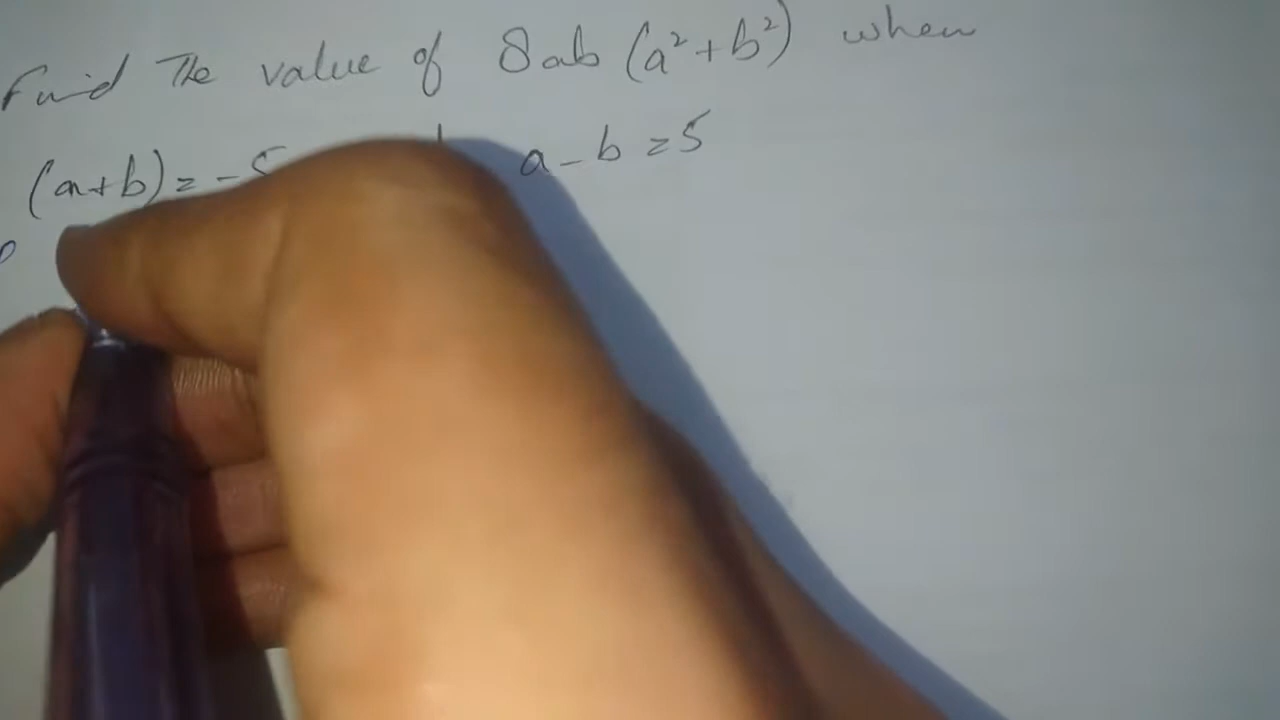 Find The value of 8ab (a²+b²) when
(a+b) = -5 a-b = 5